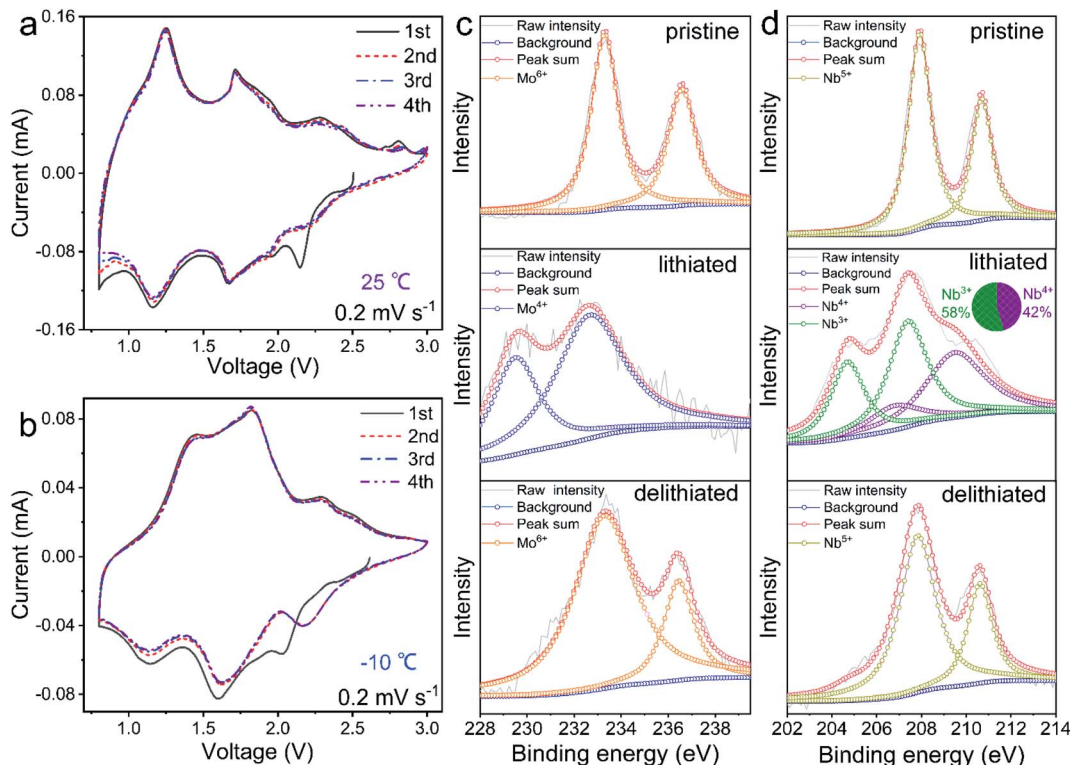 a
0.16
0.08
0.00
-0.08
-0.16
Current (mA)
1st
2nd
3rd
4th
25 ℃
0.2 mV s⁻¹
1.0 1.5 2.0 2.5 3.0
Voltage (V)
b
0.08
0.04
0.00
-0.04
-0.08
Current (mA)
1st
2nd
3rd
4th
-10 ℃
0.2 mV s⁻¹
1.0 1.5 2.0 2.5 3.0
Voltage (V)
c
Raw intensity
Background
Peak sum
Mo⁶⁺
pristine
Intensity
Raw intensity
Background
Peak sum
Mo⁴⁺
lithiated
Intensity
Raw intensity
Background
Peak sum
Mo⁶⁺
delithiated
Intensity
228 230 232 234 236 238
Binding energy (eV)
d
Raw intensity
Background
Peak sum
Nb⁵⁺
pristine
Intensity
Raw intensity
Background
Peak sum
Nb⁴⁺
Nb³⁺
lithiated
Nb³⁺
58%
Nb⁴⁺
42%
Intensity
Raw intensity
Background
Peak sum
Nb⁵⁺
delithiated
Intensity
202 204 206 208 210 212 214
Binding energy (eV)